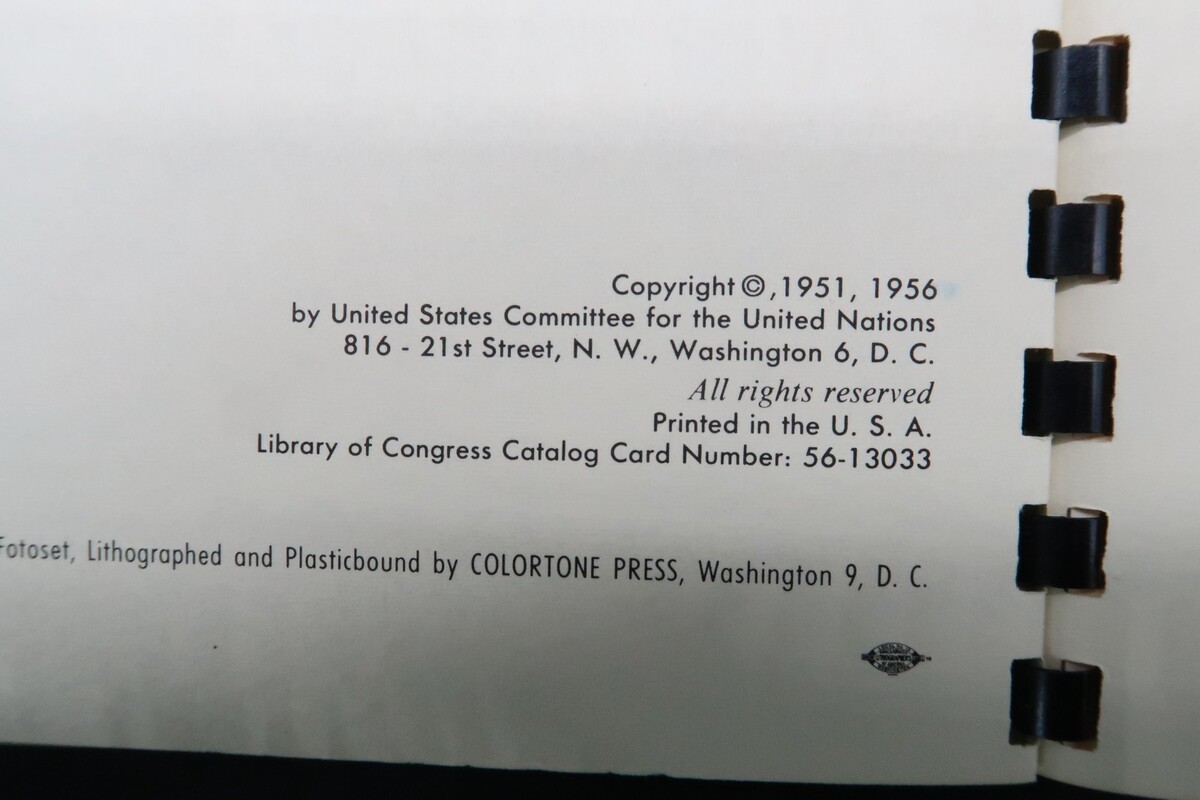 Copyright ©, 1951, 1956
by United States Committee for the United Nations
816 - 21st Street, N. W., Washington 6, D. C.
All rights reserved
Printed in the U. S. A.
Library of Congress Catalog Card Number: 56-13033
Fotoset, Lithographed and Plasticbound by COLORTONE PRESS, Washington 9, D. C.